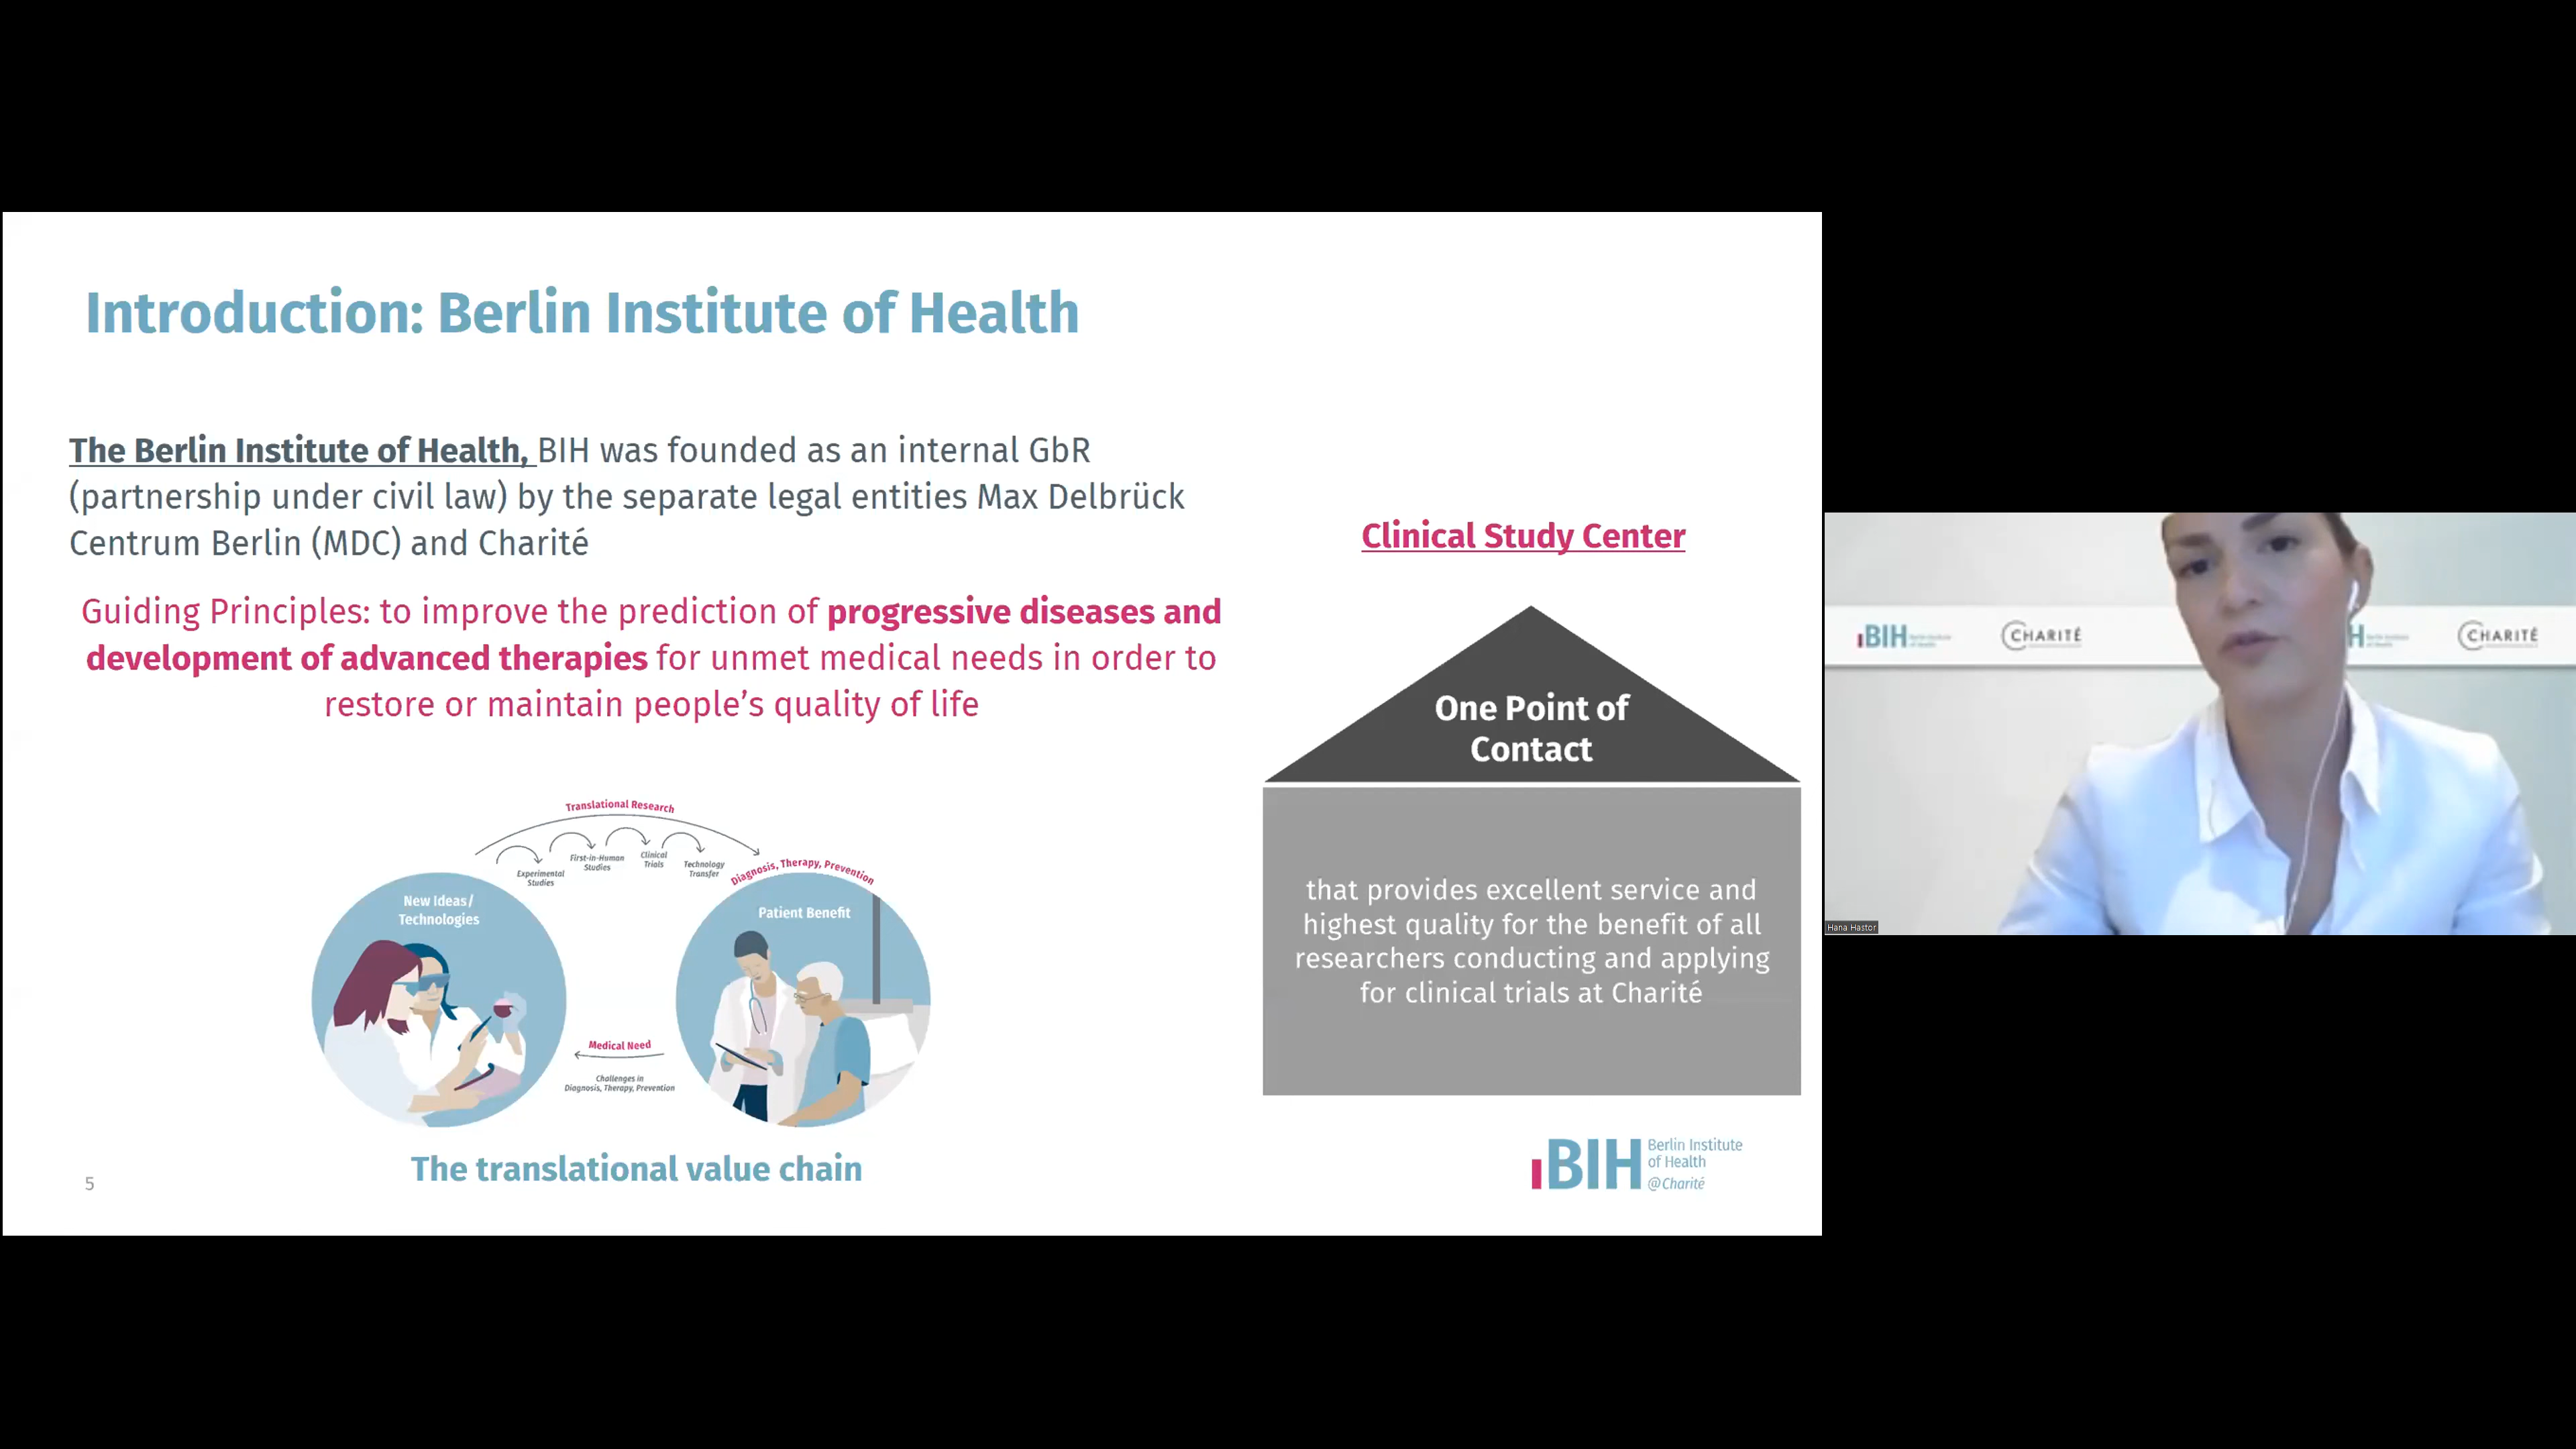 Introduction: Berlin Institute of Health
The Berlin Institute of Health, BIH was founded as an internal GbR
(partnership under civil law) by the separate legal entities Max Delbrück
Centrum Berlin (MDC) and Charité
Guiding Principles: to improve the prediction of progressive diseases and
development of advanced therapies for unmet medical needs in order to
restore or maintain people’s quality of life
Translational Research
Experimental
Studies
First-in-Human
Studies
Clinical
Trials
Technology
Transfer
Diagnosis, Therapy, Prevention
New Ideas/
Technologies
Patient Benefit
Medical Need
Challenges in
Diagnosis, Therapy, Prevention
The translational value chain
5
Clinical Study Center
One Point of
Contact
that provides excellent service and
highest quality for the benefit of all
researchers conducting and applying
for clinical trials at Charité
BIH
Berlin Institute
of Health
@Charité
BIH
CHARITÉ
H
CHARITÉ
Hana Hastor